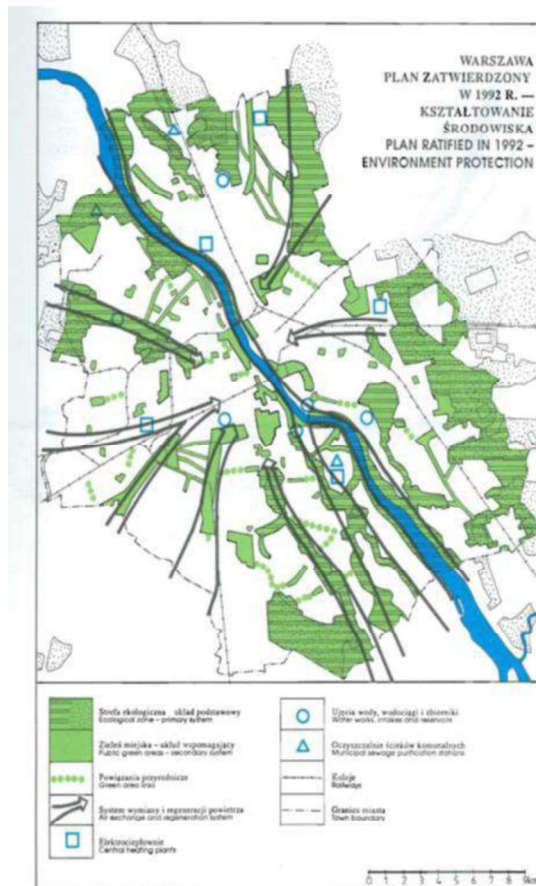 WARSZAWA
PLAN ZATWIERDZONY
W 1992 R. —
KSZTAŁTOWANIE
ŚRODOWISKA
PLAN RATIFIED IN 1992 –
ENVIRONMENT PROTECTION
Strefa ekologiczna układ podstawowy
Ecological zone – primary system
Zieleń miejska – układ wspomagający
Public green areas – secondary system
Powiązania przyrodnicze
Green area links
System wymiany i regeneracji powietrza
Air exchange and regeneration system
Elektrociepłownie
Central heating plants
Ujęcia wody, wodociągi i zbiorniki
Water works, intakes and reservoirs
Oczyszczalnie ścieków komunalnych
Municipal sewage purification stations
Koleje
Railways
Granica miasta
Town boundary
0 1 2 3 4 5 6 7 8 9km